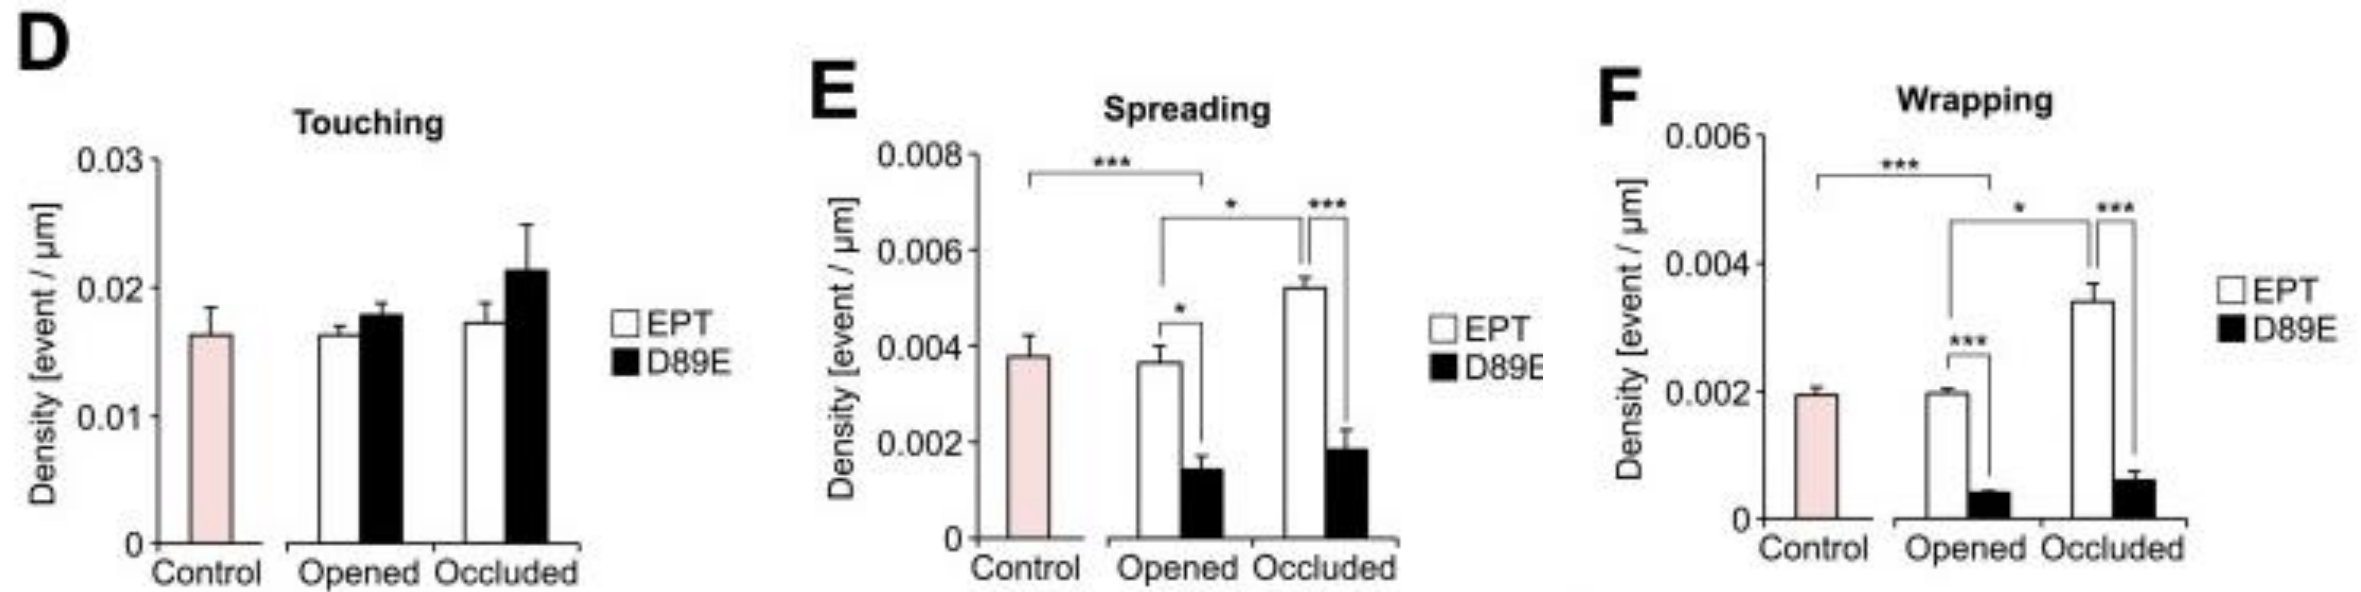 D
Touching
0.03
0.02
0.01
0
Density [event / µm]
Control
Opened
Occluded
EPT
D89E
E
Spreading
0.008
0.006
0.004
0.002
0
Density [event / µm]
***
*
***
*
Control
Opened
Occluded
EPT
D89E
F
Wrapping
0.006
0.004
0.002
0
Density [event / µm]
***
*
***
***
Control
Opened
Occluded
EPT
D89E